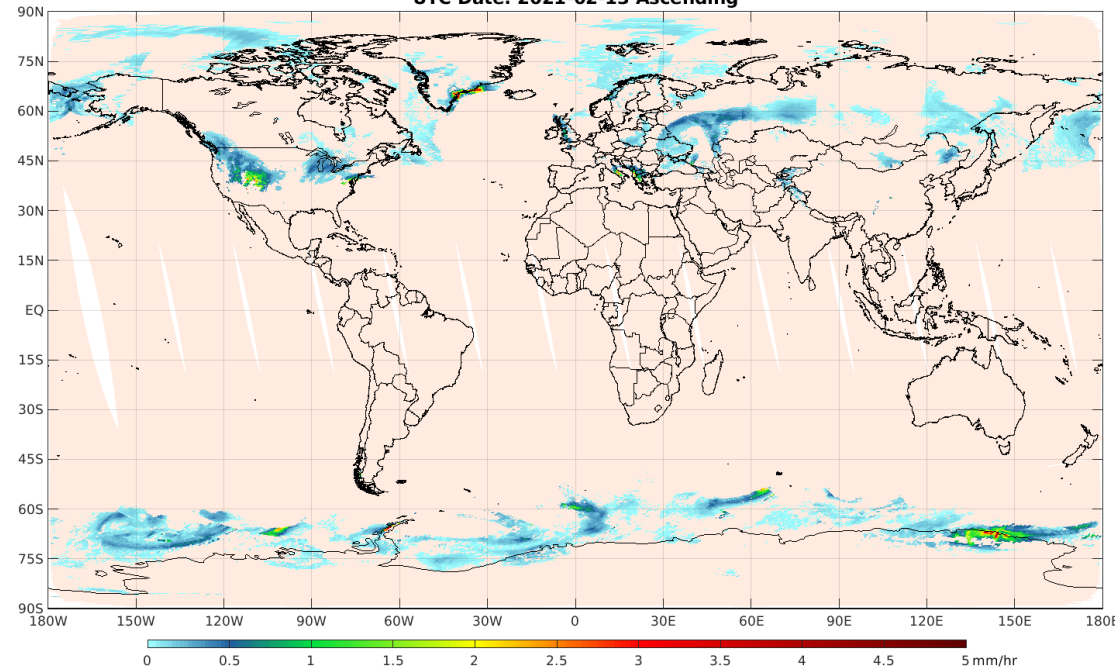 UTC Date: 2021-02-13 Ascending
90N
75N
60N
45N
30N
15N
EQ
15S
30S
45S
60S
75S
90S
180W 150W 120W 90W 60W 30W 0 30E 60E 90E 120E 150E 180E
0 0.5 1 1.5 2 2.5 3 3.5 4 4.5 5 mm/hr